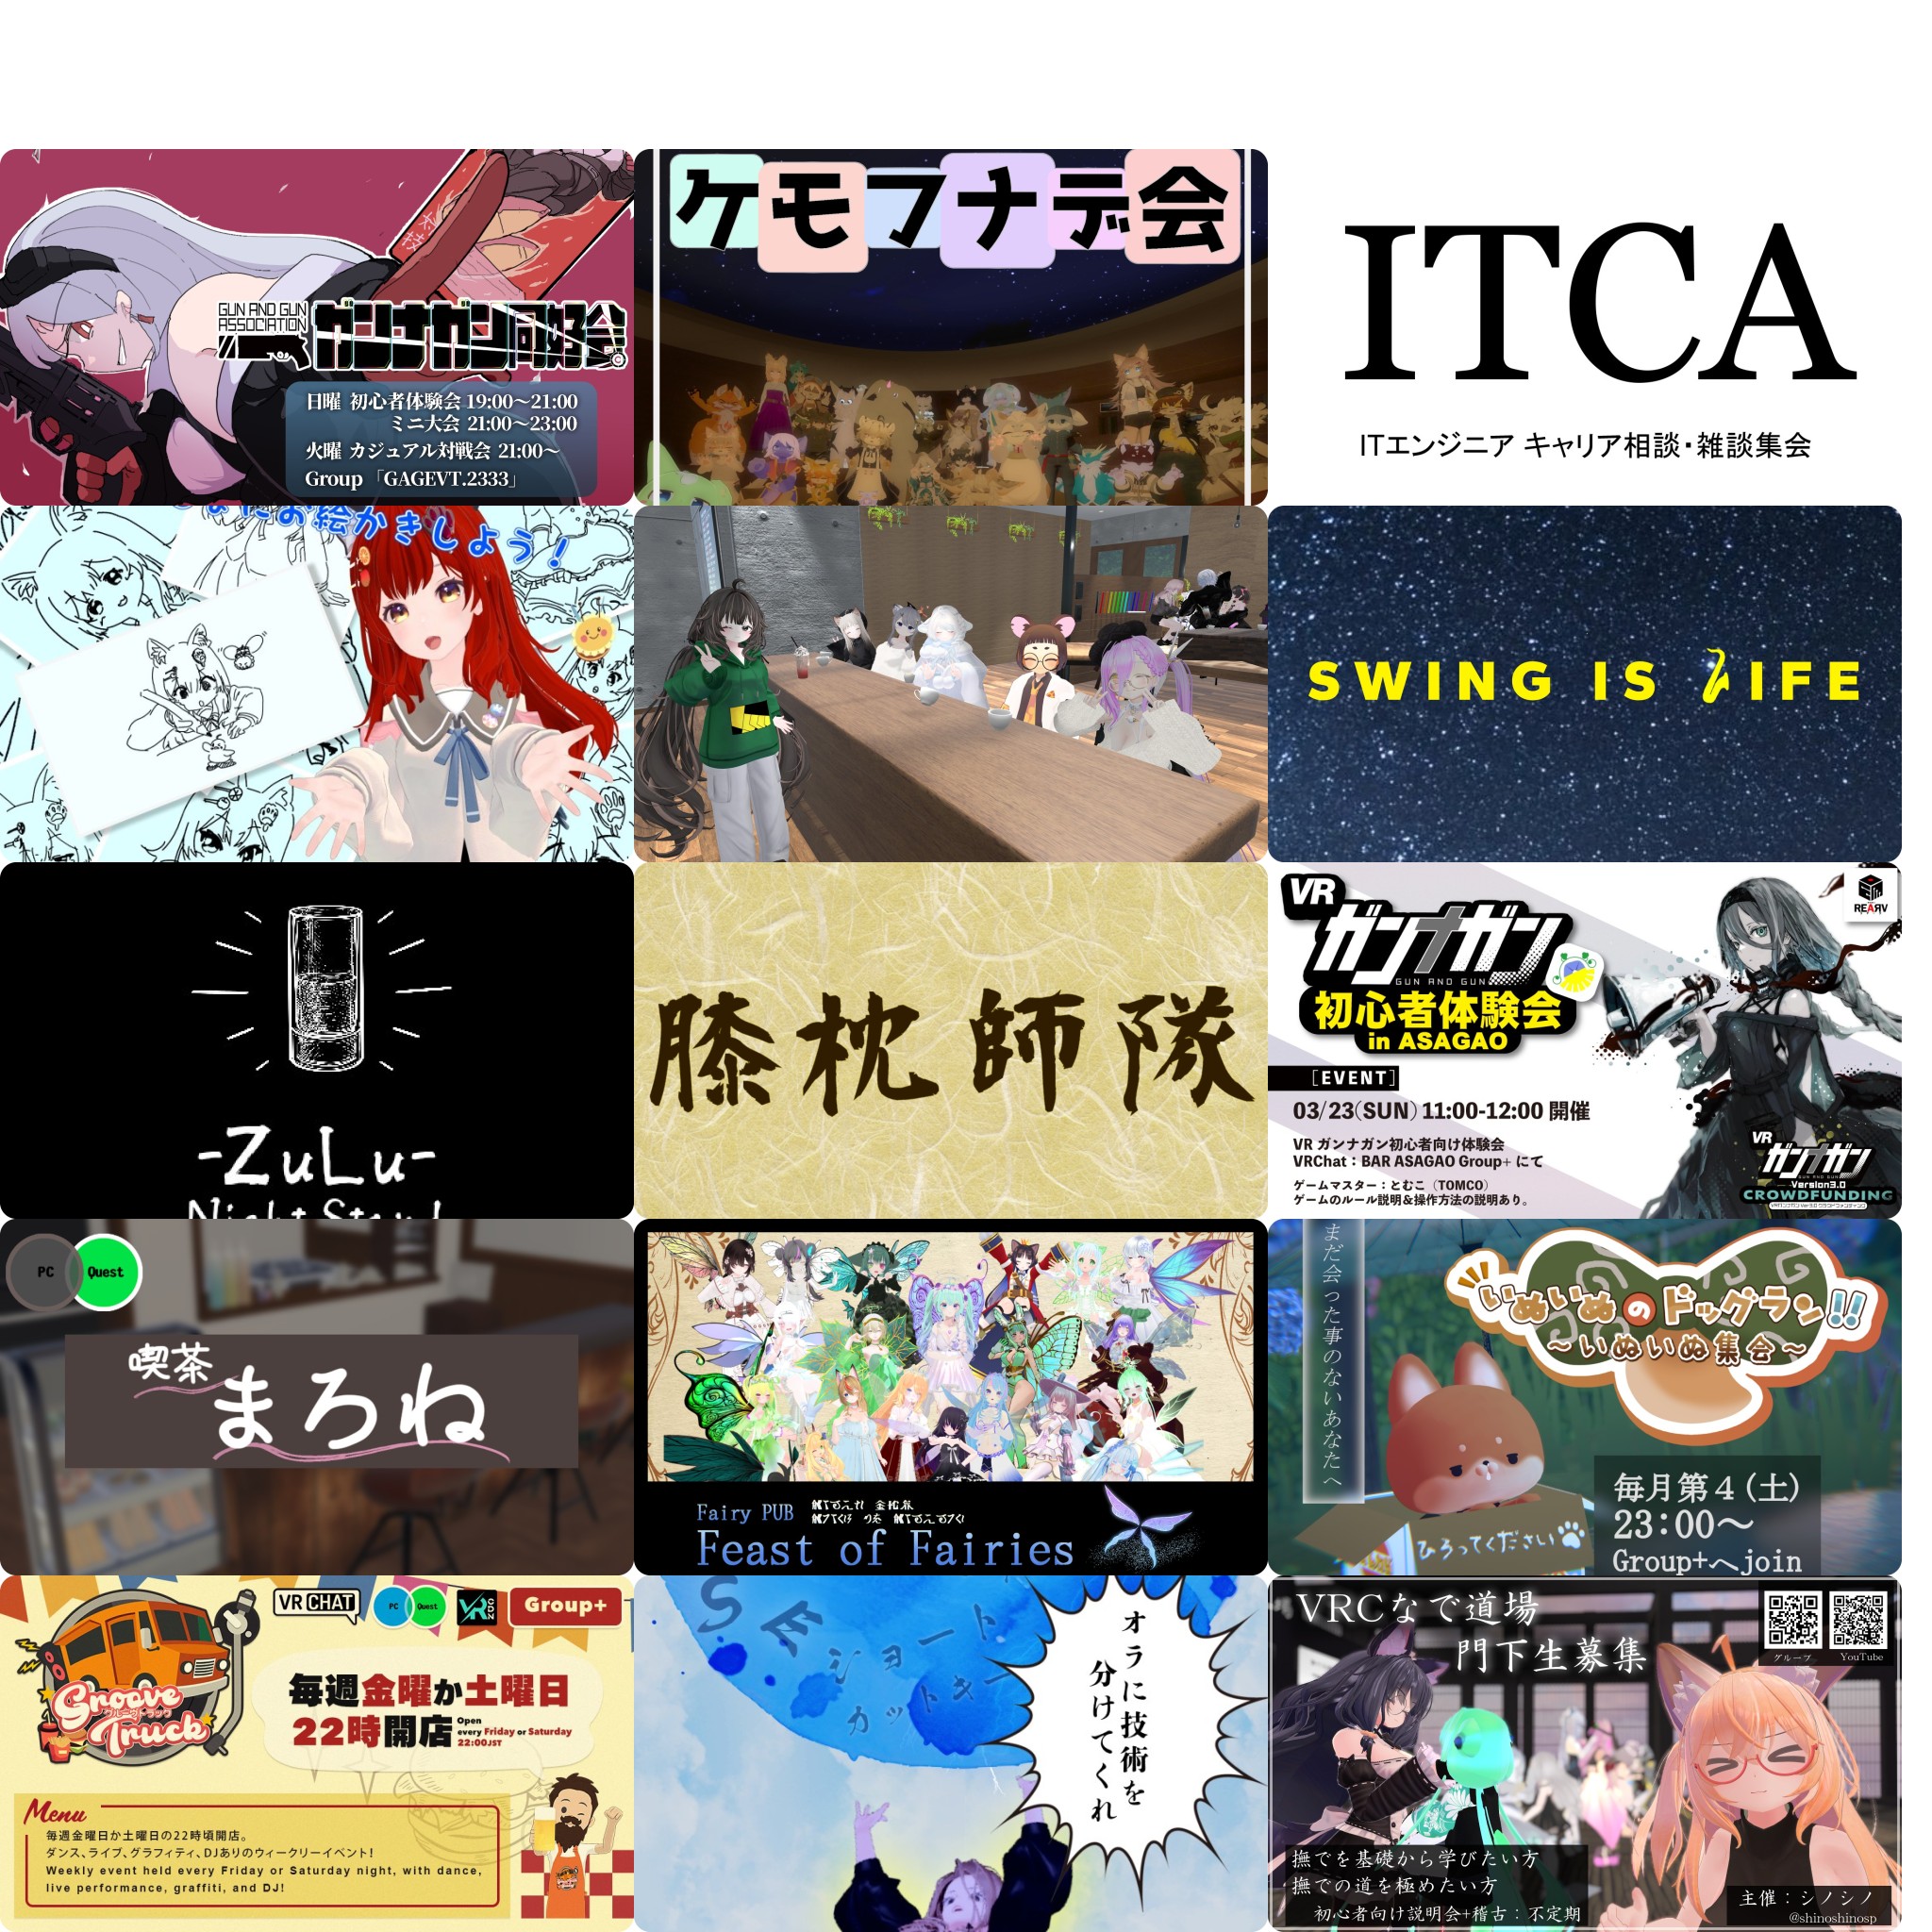 GUN AND GUN
ASSOCIATION
ガンナガン同好会
日曜 初心者体験会 19:00～21:00
ミニ大会 21:00～23:00
火曜 カジュアル対戦会 21:00～
Group「GAGEVT.2333」
ケモフナデ会
ITCA
ITエンジニア キャリア相談・雑談集会
お絵かきしよう！
SWING IS LIFE
-ZuLu-
膝枕師隊
VR
ガンナガン
GUN AND GUN
初心者体験会
in ASAGAO
REARV
[EVENT]
03/23(SUN) 11:00-12:00 開催
VR ガンナガン初心者向け体験会
VRChat：BAR ASAGAO Group+ にて
ゲームマスター：とむこ（TOMCO）
ゲームのルール説明＆操作方法の説明あり。
VR
ガンナガン
Version3.0
CROWDFUNDING
PC
Quest
喫茶
まろね
Fairy PUB
Feast of Fairies
まだ会った事のないあなたへ
いぬいぬのドッグラン!!
～いぬいぬ集会～
ひろってください
毎月第4(土)
23:00～
Group+へjoin
Groove
グルーヴトラック
Truck
VRCHAT
PC
Quest
Group+
毎週金曜か土曜日
22時開店
Open
every Friday or Saturday
22:00JST
Menu
毎週金曜日か土曜日の22時頃開店。
ダンス、ライブ、グラフィティ、DJありのウィークリーイベント！
Weekly event held every Friday or Saturday night, with dance,
live performance, graffiti, and DJ!
SE
ショート
カットキー
オラに技術を
分けてくれ
VRCなで道場
門下生募集
グループ
YouTube
撫でを基礎から学びたい方
撫での道を極めたい方
初心者向け説明会+稽古：不定期
主催：シノシノ
@shinoshinosp